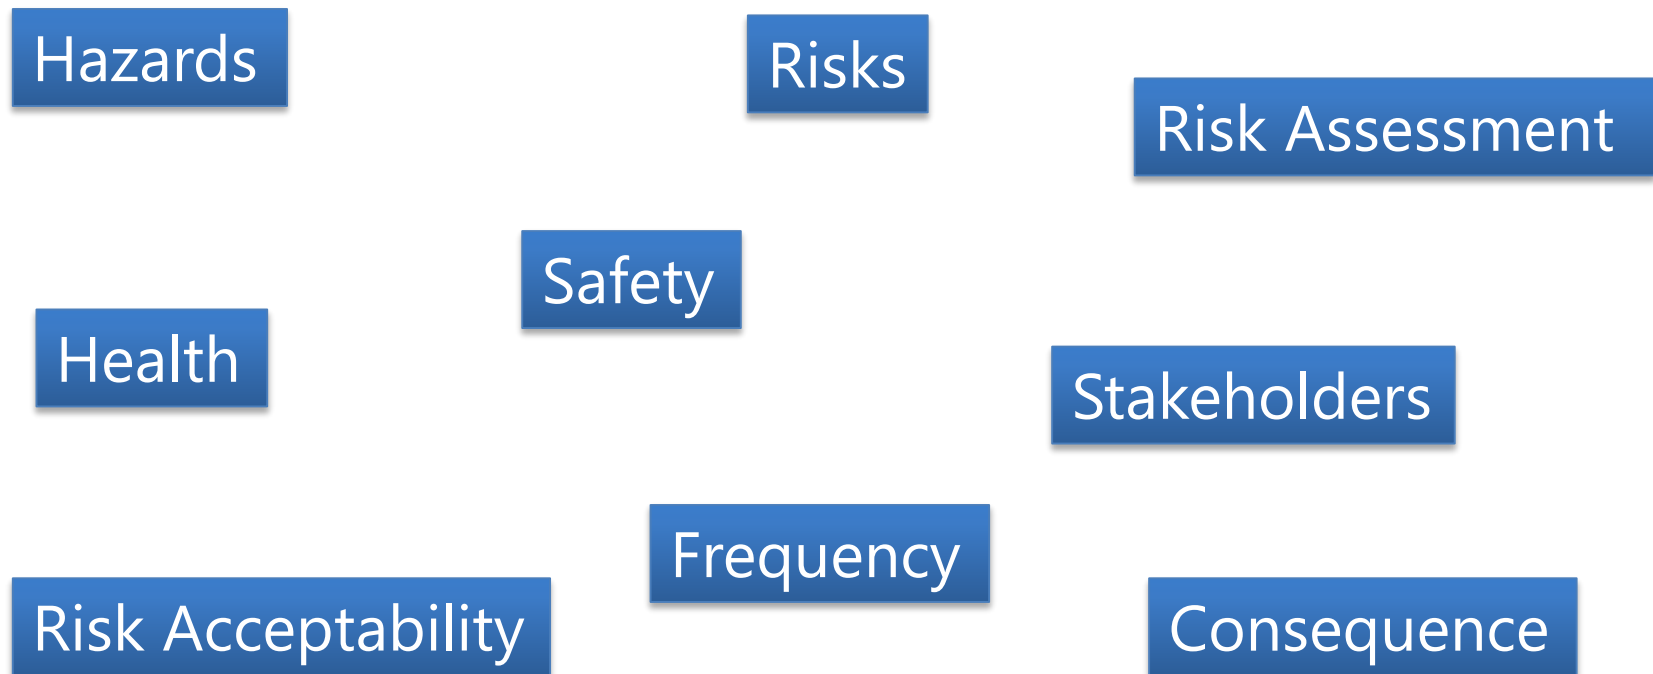 Hazards
Risks
Risk Assessment
Safety
Health
Stakeholders
Frequency
Risk Acceptability
Consequence